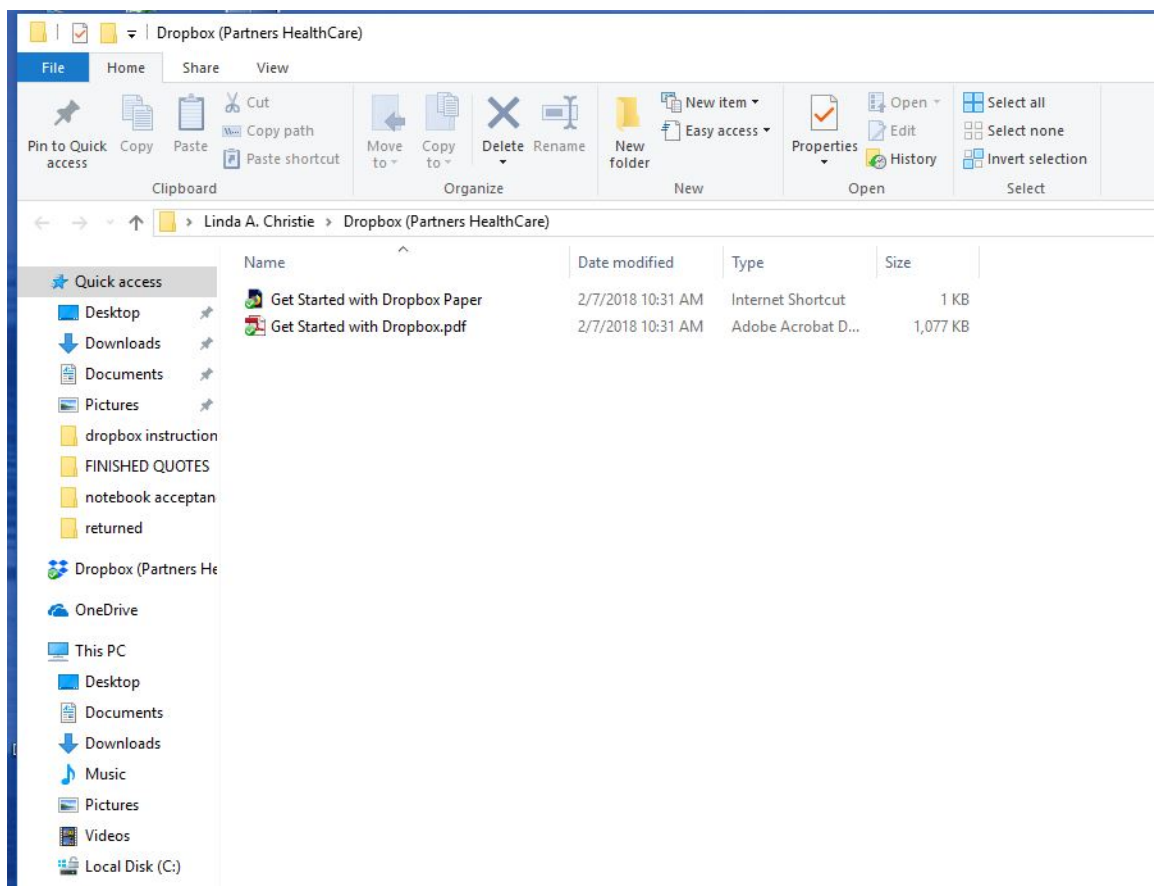 Dropbox (Partners HealthCare)
File Home Share View
Pin to Quick access
Copy
Paste
Cut
Copy path
Paste shortcut
Clipboard
Move to
Copy to
Delete
Rename
Organize
New folder
New item
Easy access
New
Properties
Open
Edit
History
Open
Select all
Select none
Invert selection
Select
Linda A. Christie > Dropbox (Partners HealthCare)
Name Date modified Type Size
Get Started with Dropbox Paper 2/7/2018 10:31 AM Internet Shortcut 1 KB
Get Started with Dropbox.pdf 2/7/2018 10:31 AM Adobe Acrobat D... 1,077 KB
Quick access
Desktop
Downloads
Documents
Pictures
dropbox instruction
FINISHED QUOTES
notebook acceptan
returned
Dropbox (Partners He
OneDrive
This PC
Desktop
Documents
Downloads
Music
Pictures
Videos
Local Disk (C:)